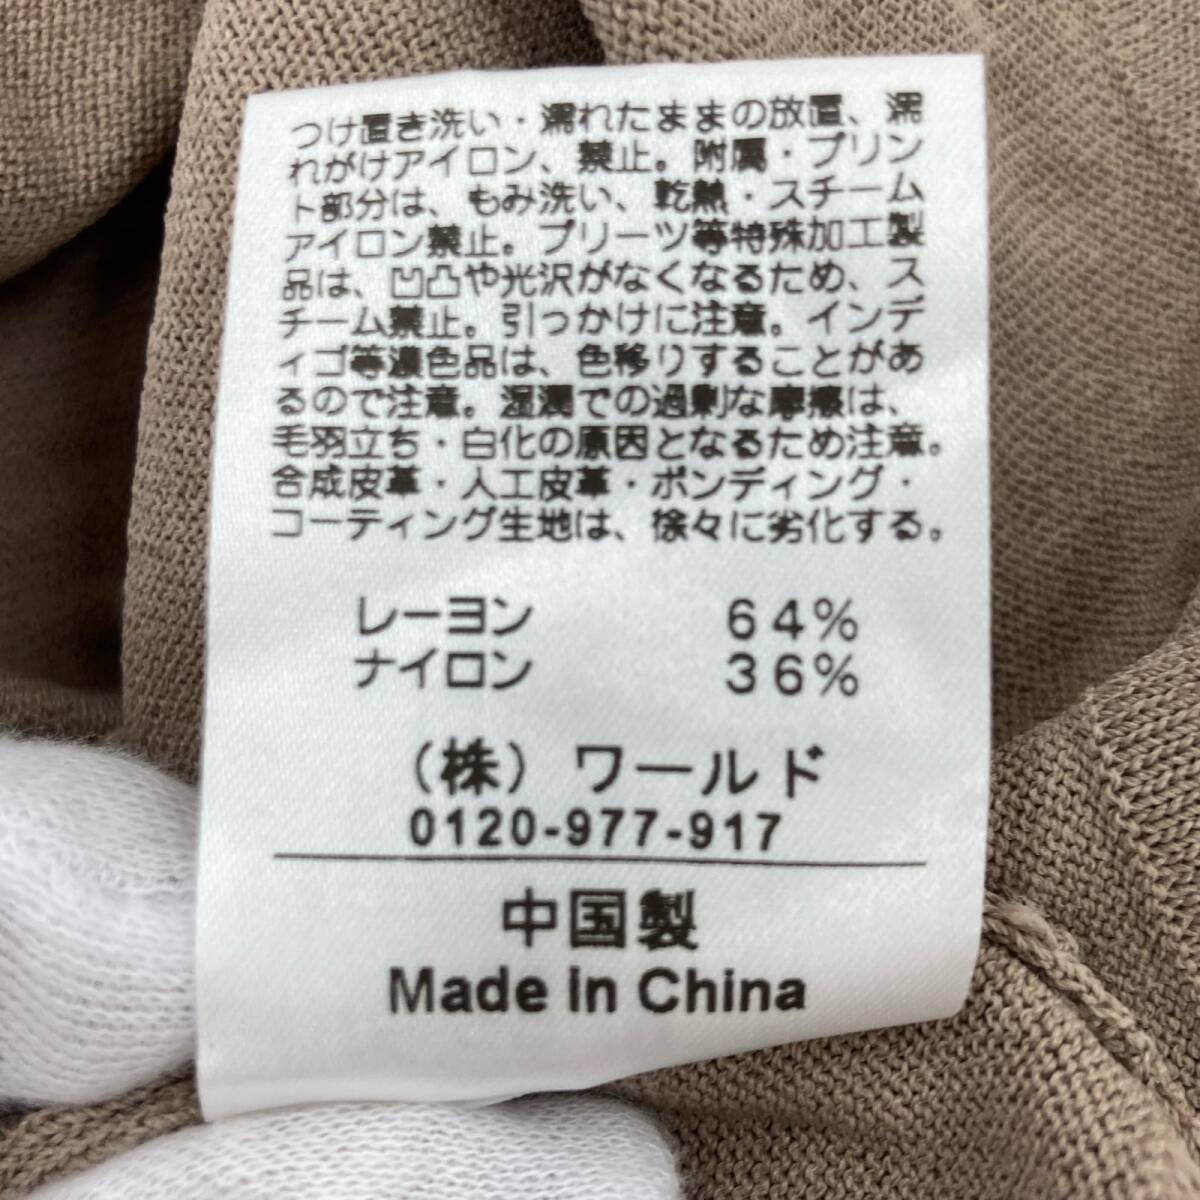 つけ置き洗い・濡れたままの放置、濡
れがけアイロン、禁止。附属・プリン
ト部分は、もみ洗い、乾熱・スチーム
アイロン禁止。プリーツ等特殊加工製
品は、凹凸や光沢がなくなるため、ス
チーム禁止。引っかけに注意。インデ
ィゴ等濃色品は、色移りすることがあ
るので注意。湿潤での過剰な摩擦は、
毛羽立ち・白化の原因となるため注意。
合成皮革・人工皮革・ボンディング・
コーティング生地は、徐々に劣化する。
レーヨン 64%
ナイロン 36%
(株) ワールド
0120-977-917
中国製
Made in China